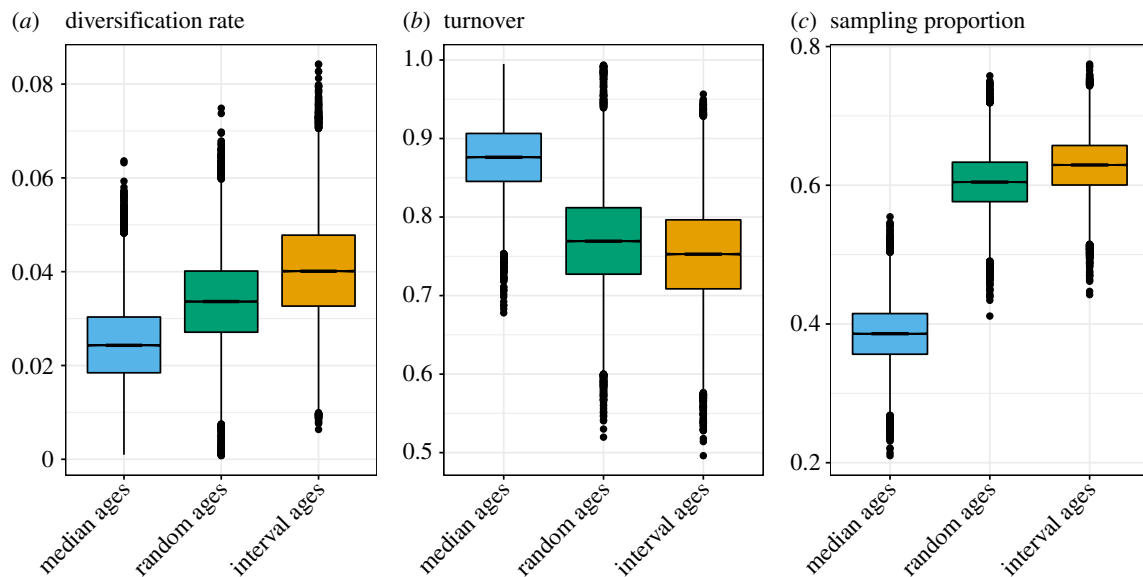 (a) diversification rate
0.08
0.06
0.04
0.02
0
median ages
random ages
interval ages
(b) turnover
1.0
0.9
0.8
0.7
0.6
0.5
median ages
random ages
interval ages
(c) sampling proportion
0.8
0.6
0.4
0.2
median ages
random ages
interval ages